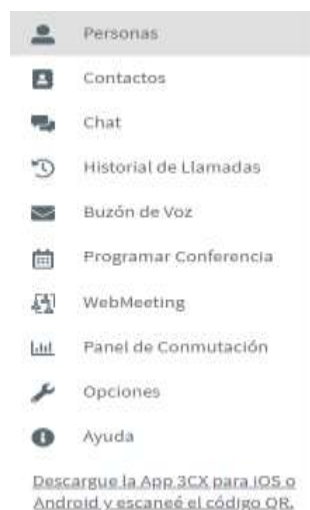 Personas
Contactos
Chat
Historial de Llamadas
Buzón de Voz
Programar Conferencia
WebMeeting
Panel de Conmutación
Opciones
Ayuda
Descargue la App 3CX para iOS o
Android y escaneé el código QR.